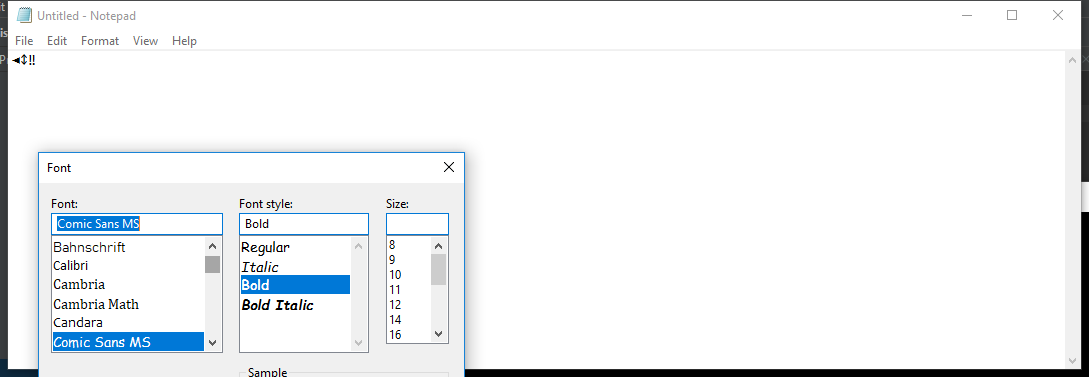 Untitled - Notepad
File Edit Format View Help
◄↕‼
Font
Font: Font style: Size:
Comic Sans MS Bold
Bahnschrift Regular 8
Calibri Italic 9
Cambria Bold 10
Cambria Math Bold Italic 11
Candara 12
Comic Sans MS 14
16
Sample